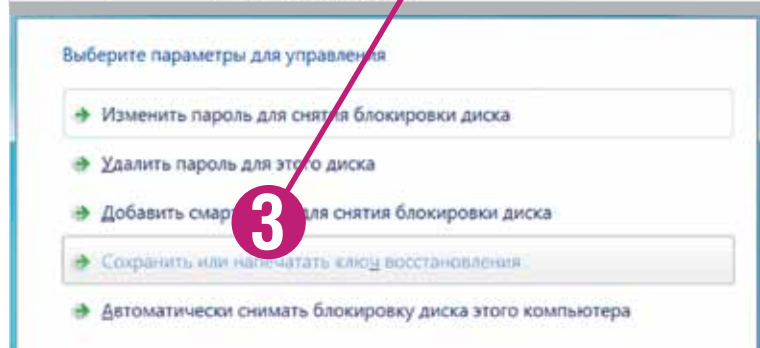 Выберите параметры для управления
Изменить пароль для снятия блокировки диска
Удалить пароль для этого диска
Добавить для снятия блокировки диска
3
Сохранить или напечатать ключ восстановления
Автоматически снимать блокировку диска этого компьютера